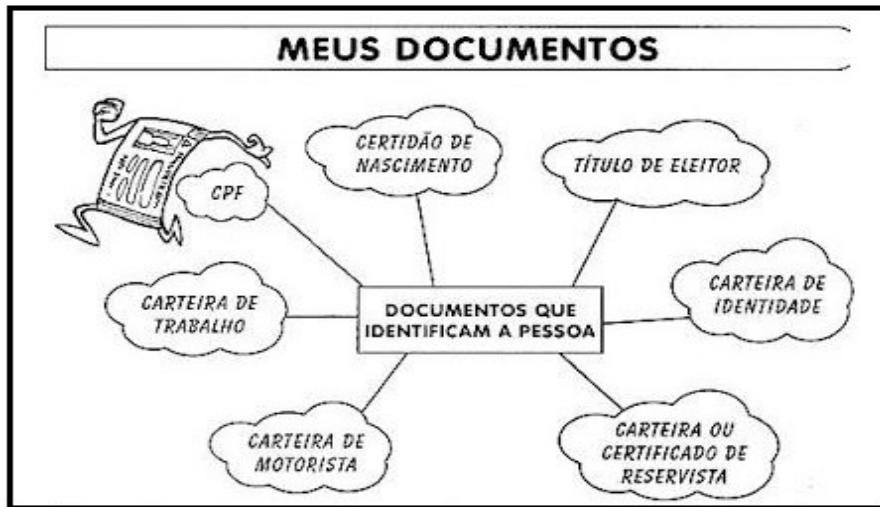 MEUS DOCUMENTOS
CERTIDÃO DE
NASCIMENTO
TÍTULO DE ELEITOR
CPF
CARTEIRA DE
IDENTIDADE
CARTEIRA DE
TRABALHO
DOCUMENTOS QUE
IDENTIFICAM A PESSOA
CARTEIRA DE
MOTORISTA
CARTEIRA OU
CERTIFICADO DE
RESERVISTA